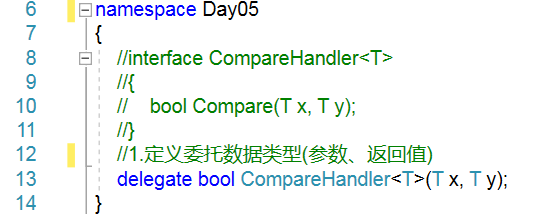 6 namespace Day05
7 {
8 //interface CompareHandler<T>
9 //{
10 //    bool Compare(T x, T y);
11 //}
12 //1.定义委托数据类型(参数、返回值)
13 delegate bool CompareHandler<T>(T x, T y);
14 }